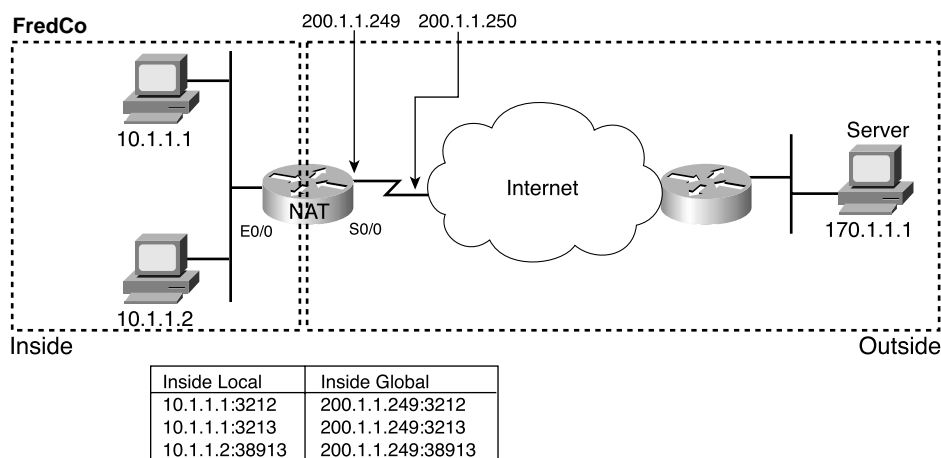 FredCo
200.1.1.249
200.1.1.250
10.1.1.1
Server
Internet
NAT
E0/0
S0/0
170.1.1.1
10.1.1.2
Inside
Outside
Inside Local
Inside Global
10.1.1.1:3212
200.1.1.249:3212
10.1.1.1:3213
200.1.1.249:3213
10.1.1.2:38913
200.1.1.249:38913